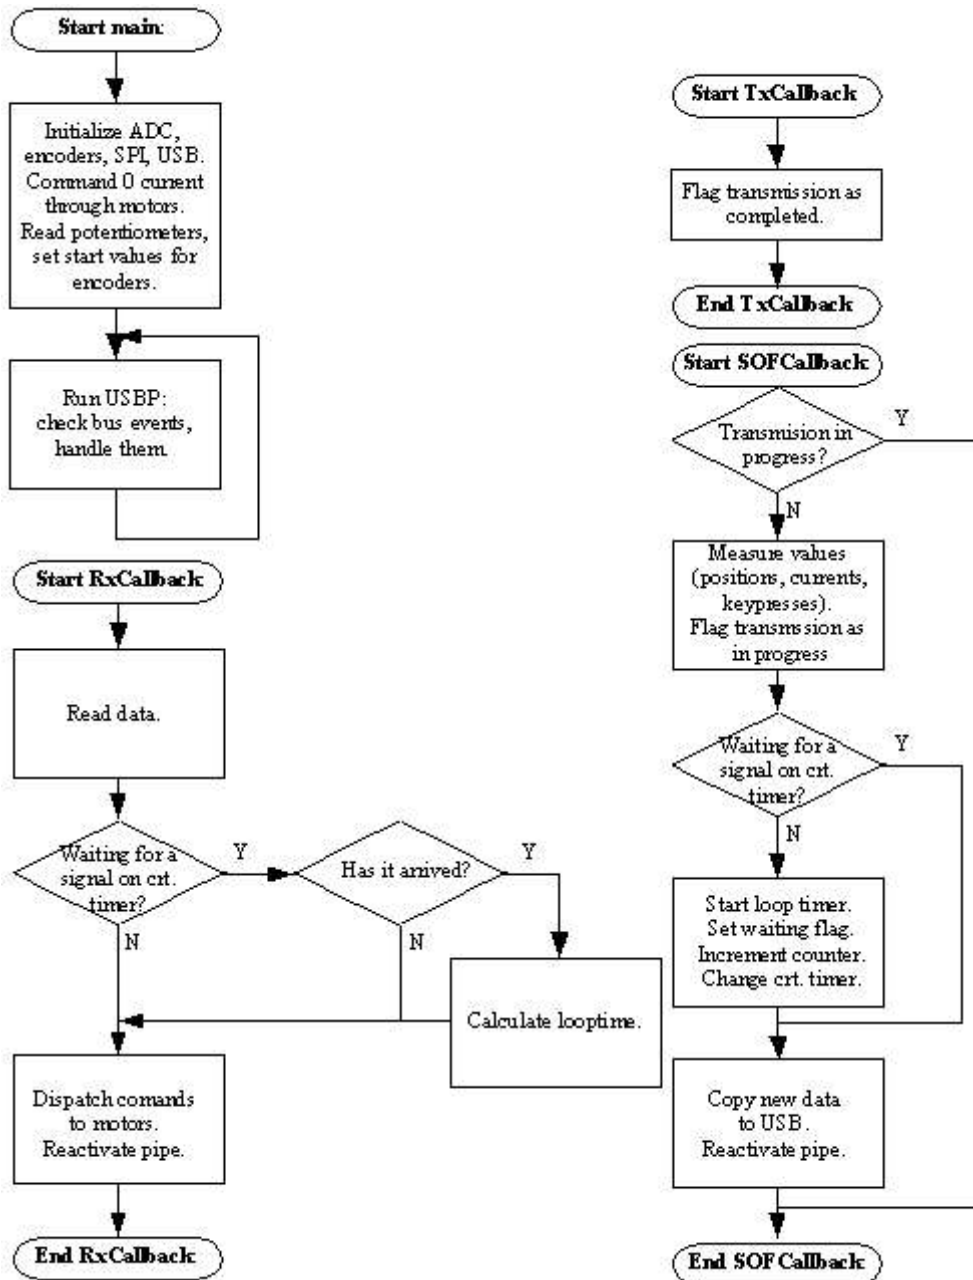 Start main:
Initialize ADC,
encoders, SPI, USB.
Command 0 current
through motors.
Read potentiometers,
set start values for
encoders.
Run USBP:
check bus events,
handle them.
Start RxCallback
Read data.
Waiting for a
signal on crt.
timer?
Y
N
Has it arrived?
Y
N
Calculate looptime.
Dispatch comands
to motors.
Reactivate pipe.
End RxCallback
Start TxCallback
Flag transmission as
completed.
End TxCallback
Start SOFCallback
Transmision in
progress?
Y
N
Measure values
(positions, currents,
keypresses).
Flag transmssion as
in progress
Waiting for a
signal on crt.
timer?
Y
N
Start loop timer.
Set waiting flag.
Increment counter.
Change crt. timer.
Copy new data
to USB.
Reactivate pipe.
End SOFCallback